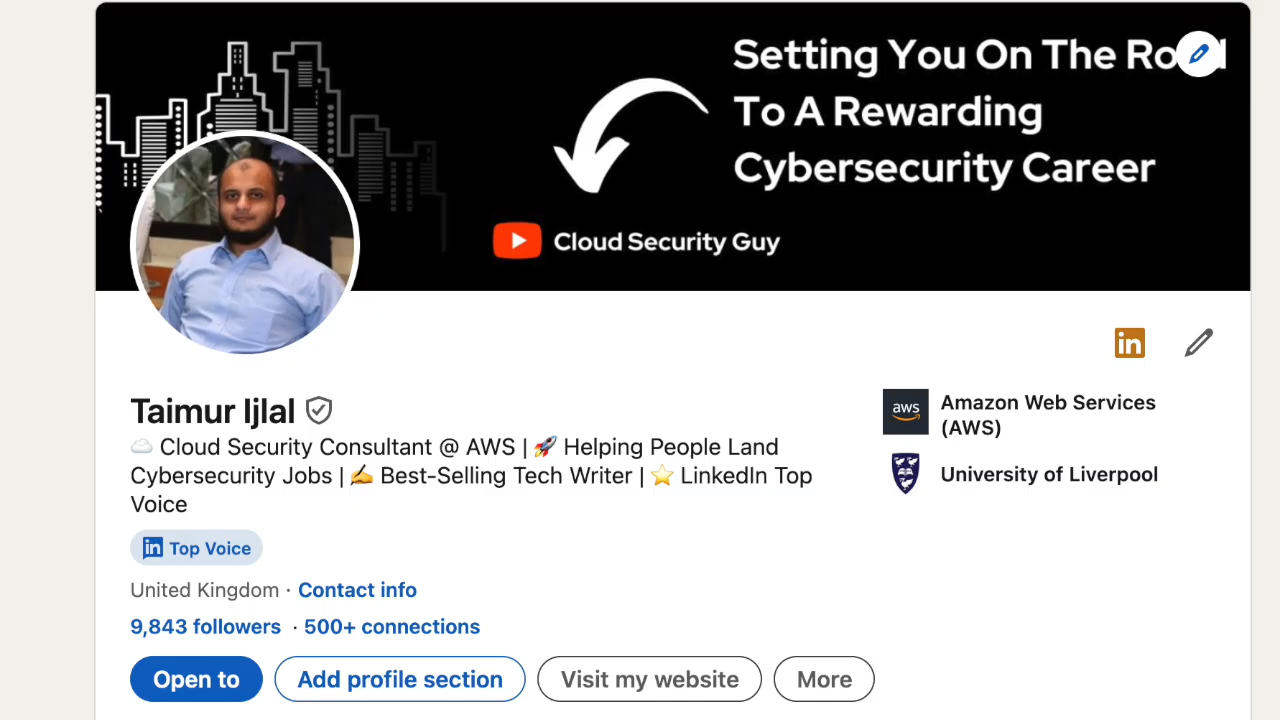 Setting You On The Ro
To A Rewarding
Cybersecurity Career
Cloud Security Guy
in
Taimur Ijlal
aws
Amazon Web Services
(AWS)
☁️ Cloud Security Consultant @ AWS | 🚀 Helping People Land
Cybersecurity Jobs | ✍️ Best-Selling Tech Writer | ⭐ LinkedIn Top
Voice
University of Liverpool
in Top Voice
United Kingdom · Contact info
9,843 followers · 500+ connections
Open to
Add profile section
Visit my website
More